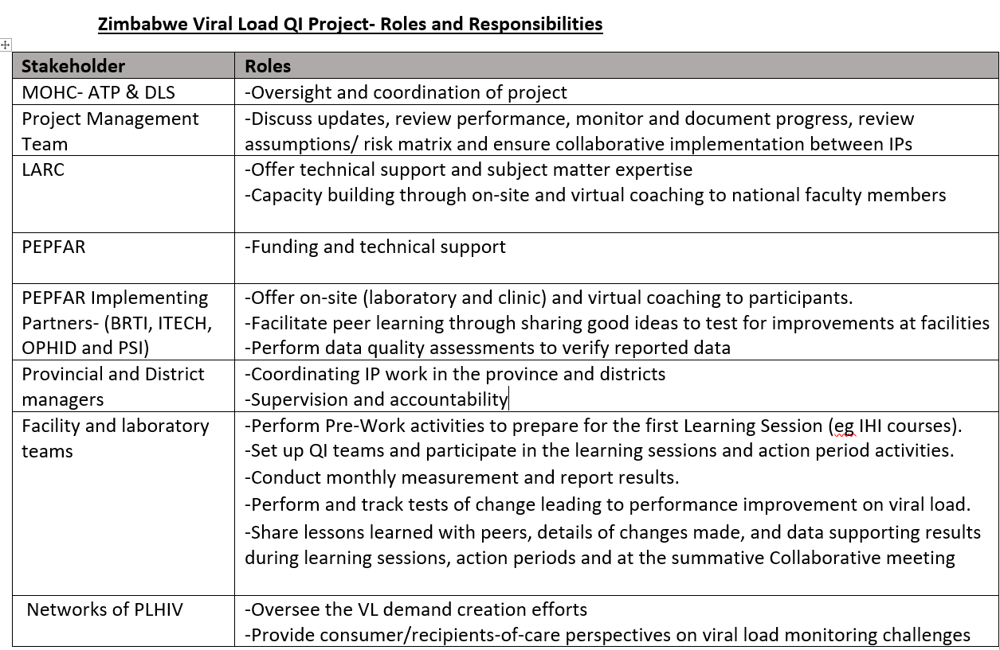 Zimbabwe Viral Load QI Project- Roles and Responsibilities
Stakeholder
Roles
MOHC- ATP & DLS
-Oversight and coordination of project
Project Management
Team
-Discuss updates, review performance, monitor and document progress, review
assumptions/ risk matrix and ensure collaborative implementation between IPs
LARC
-Offer technical support and subject matter expertise
-Capacity building through on-site and virtual coaching to national faculty members
PEPFAR
-Funding and technical support
PEPFAR Implementing
Partners- (BRTI, ITECH,
OPHID and PSI)
-Offer on-site (laboratory and clinic) and virtual coaching to participants.
-Facilitate peer learning through sharing good ideas to test for improvements at facilities
-Perform data quality assessments to verify reported data
Provincial and District
managers
-Coordinating IP work in the province and districts
-Supervision and accountability
Facility and laboratory
teams
-Perform Pre-Work activities to prepare for the first Learning Session (eg IHI courses).
-Set up QI teams and participate in the learning sessions and action period activities.
-Conduct monthly measurement and report results.
-Perform and track tests of change leading to performance improvement on viral load.
-Share lessons learned with peers, details of changes made, and data supporting results
during learning sessions, action periods and at the summative Collaborative meeting
Networks of PLHIV
-Oversee the VL demand creation efforts
-Provide consumer/recipients-of-care perspectives on viral load monitoring challenges